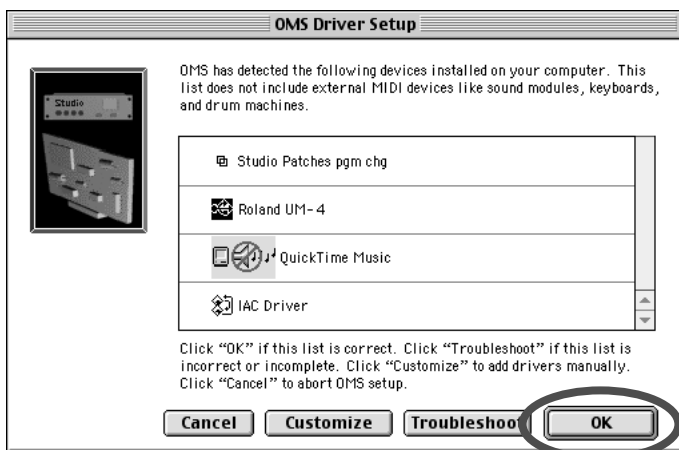 OMS Driver Setup
Studio
OMS has detected the following devices installed on your computer. This
list does not include external MIDI devices like sound modules, keyboards,
and drum machines.
Studio Patches pgm chg
Roland UM-4
QuickTime Music
IAC Driver
Click “OK” if this list is correct. Click “Troubleshoot” if this list is
incorrect or incomplete. Click “Customize” to add drivers manually.
Click “Cancel” to abort OMS setup.
Cancel Customize Troubleshoot OK